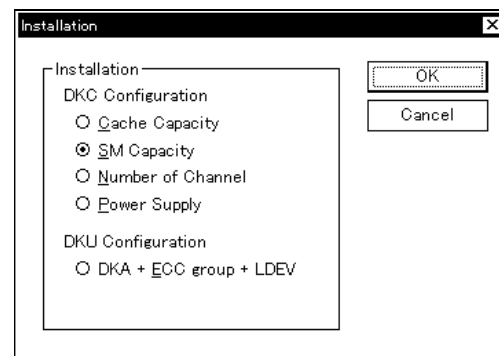 Installation
Installation
OK
DKC Configuration
Cancel
Cache Capacity
SM Capacity
Number of Channel
Power Supply
DKU Configuration
DKA + ECC group + LDEV